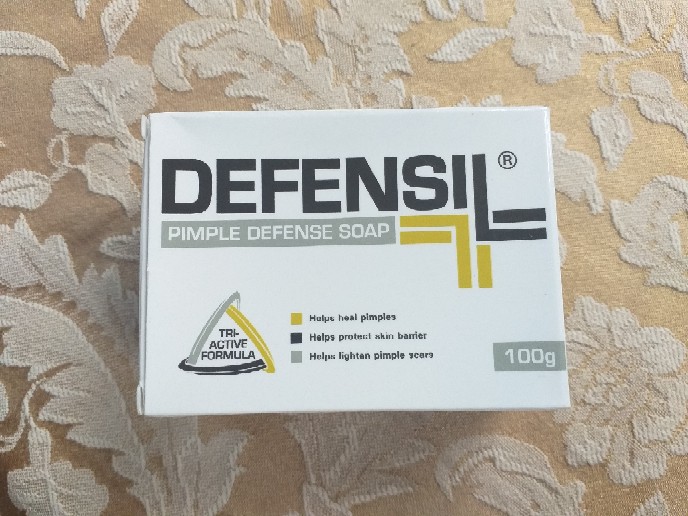 DEFENSIL®
PIMPLE DEFENSE SOAP
TRI-
ACTIVE
FORMULA
Helps heal pimples
Helps protect skin barrier
Helps lighten pimple scars
100g